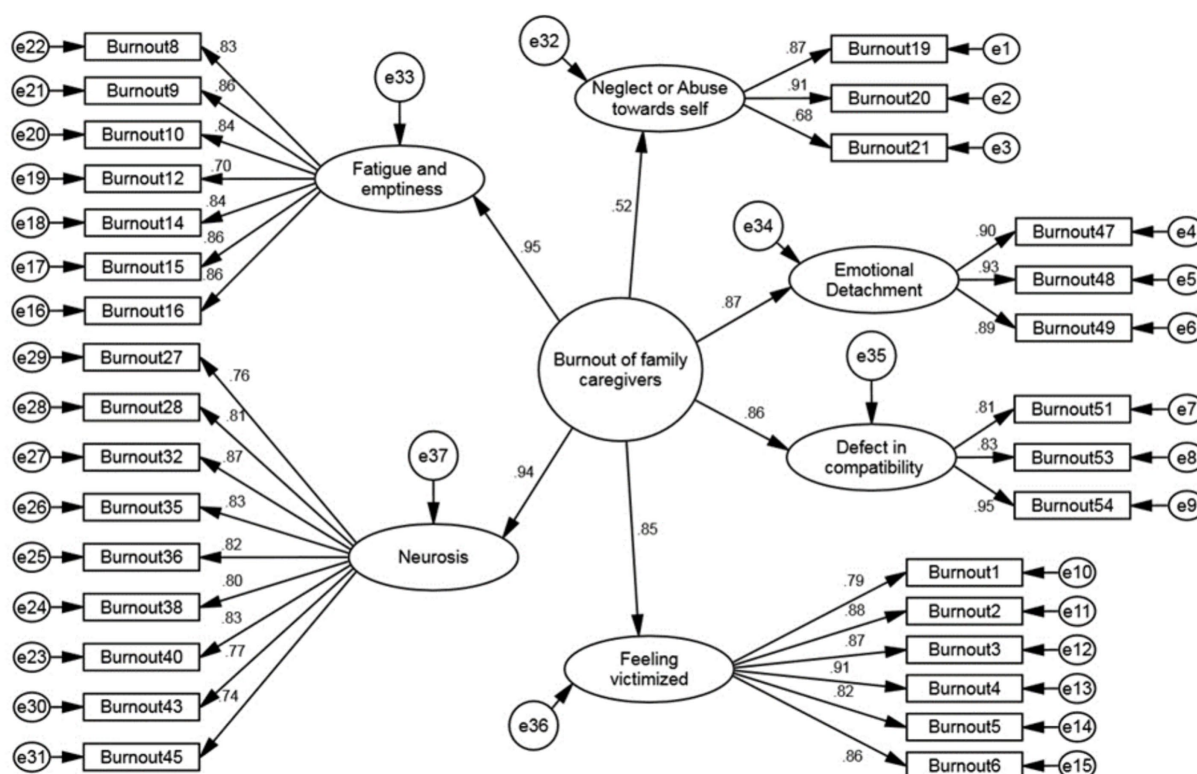 e22
Burnout8
.83
e21
Burnout9
.86
e20
Burnout10
.84
e19
Burnout12
.70
e18
Burnout14
.84
e17
Burnout15
.86
e16
Burnout16
.86
e33
Fatigue and
emptiness
.95
e29
Burnout27
.76
e28
Burnout28
.81
e27
Burnout32
.87
e26
Burnout35
.83
e25
Burnout36
.82
e24
Burnout38
.80
e23
Burnout40
.83
e30
Burnout43
.77
e31
Burnout45
.74
e37
Neurosis
.94
Burnout of family
caregivers
e32
Neglect or Abuse
towards self
.52
.87
Burnout19
e1
.91
Burnout20
e2
.68
Burnout21
e3
e34
Emotional
Detachment
.87
.90
Burnout47
e4
.93
Burnout48
e5
.89
Burnout49
e6
e35
Defect in
compatibility
.86
.81
Burnout51
e7
.83
Burnout53
e8
.95
Burnout54
e9
.85
Feeling
victimized
e36
.79
Burnout1
e10
.88
Burnout2
e11
.87
Burnout3
e12
.91
Burnout4
e13
.82
Burnout5
e14
.86
Burnout6
e15